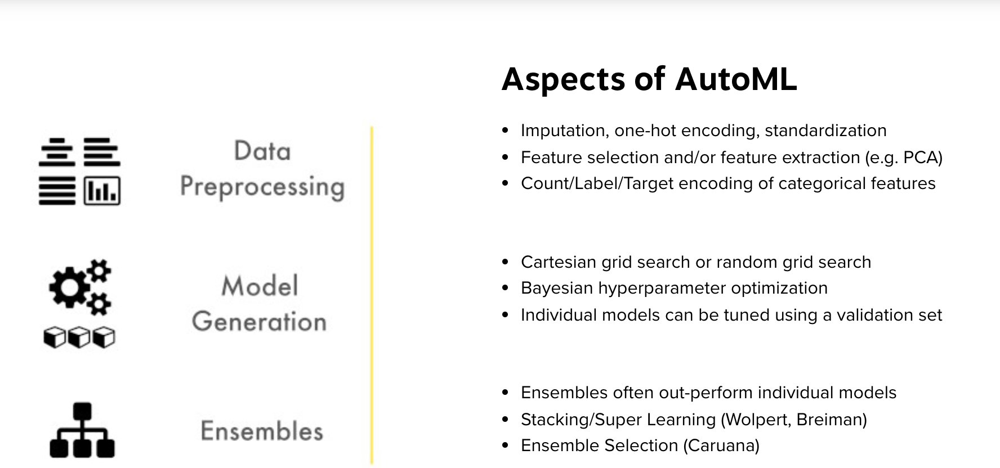 Aspects of AutoML
Data
Preprocessing
Imputation, one-hot encoding, standardization
Feature selection and/or feature extraction (e.g. PCA)
Count/Label/Target encoding of categorical features
Model
Generation
Cartesian grid search or random grid search
Bayesian hyperparameter optimization
Individual models can be tuned using a validation set
Ensembles
Ensembles often out-perform individual models
Stacking/Super Learning (Wolpert, Breiman)
Ensemble Selection (Caruana)